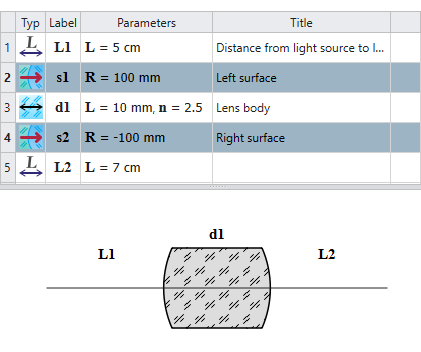 Typ Label Parameters Title
1 L L1 L = 5 cm Distance from light source to l...
2 s1 R = 100 mm Left surface
3 d1 L = 10 mm, n = 2.5 Lens body
4 s2 R = -100 mm Right surface
5 L L2 L = 7 cm
d1
L1 L2